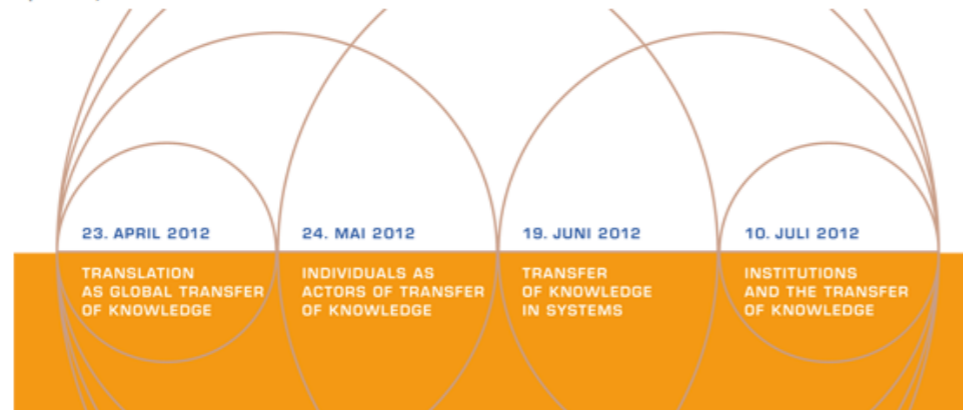 23. APRIL 2012
TRANSLATION
AS GLOBAL TRANSFER
OF KNOWLEDGE
24. MAI 2012
INDIVIDUALS AS
ACTORS OF TRANSFER
OF KNOWLEDGE
19. JUNI 2012
TRANSFER
OF KNOWLEDGE
IN SYSTEMS
10. JULI 2012
INSTITUTIONS
AND THE TRANSFER
OF KNOWLEDGE